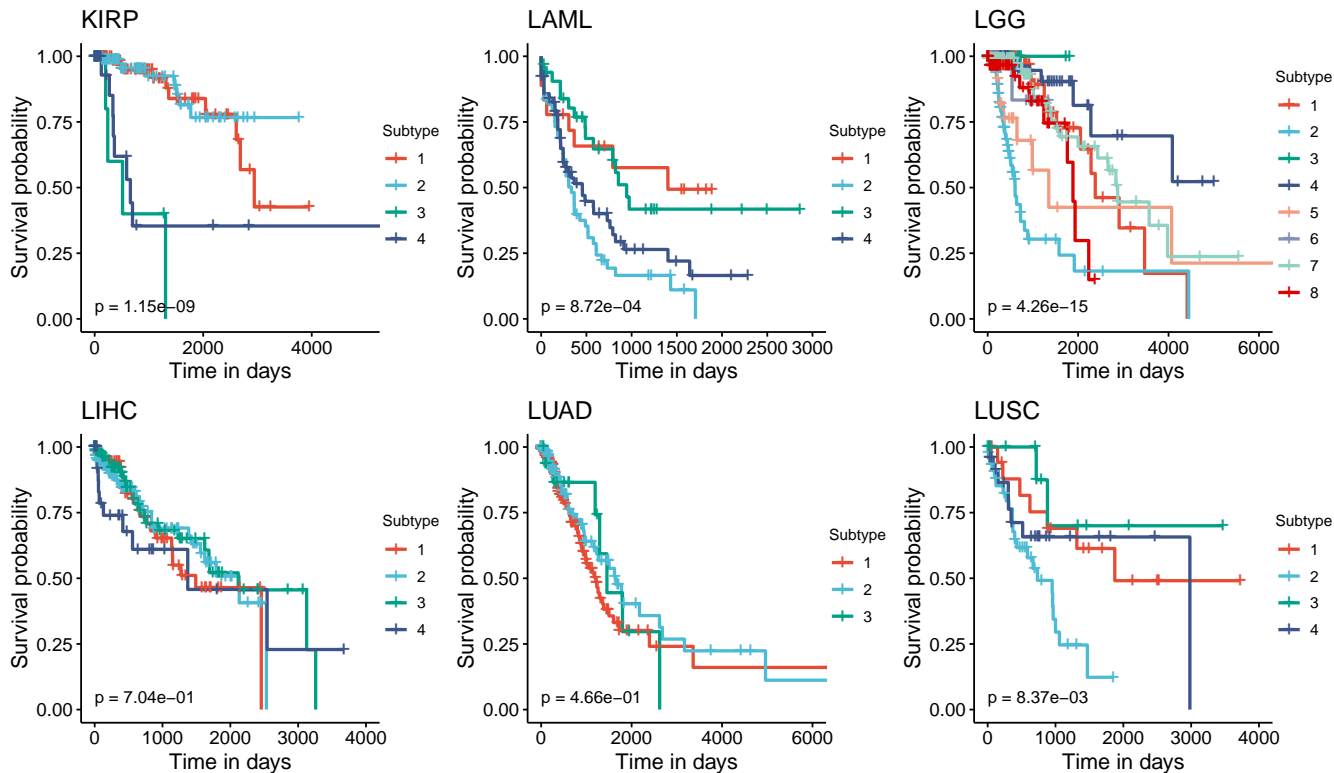 KIRP
Survival probability
1.00
0.75
0.50
0.25
0.00
p = 1.15e−09
0 2000 4000
Time in days
Subtype
1
2
3
4
LAML
Survival probability
1.00
0.75
0.50
0.25
0.00
p = 8.72e−04
0 500 1000 1500 2000 2500 3000
Time in days
Subtype
1
2
3
4
LGG
Survival probability
1.00
0.75
0.50
0.25
0.00
p = 4.26e−15
0 2000 4000 6000
Time in days
Subtype
1
2
3
4
5
6
7
8
LIHC
Survival probability
1.00
0.75
0.50
0.25
0.00
p = 7.04e−01
0 1000 2000 3000 4000
Time in days
Subtype
1
2
3
4
LUAD
Survival probability
1.00
0.75
0.50
0.25
0.00
p = 4.66e−01
0 2000 4000 6000
Time in days
Subtype
1
2
3
LUSC
Survival probability
1.00
0.75
0.50
0.25
0.00
p = 8.37e−03
0 1000 2000 3000 4000
Time in days
Subtype
1
2
3
4